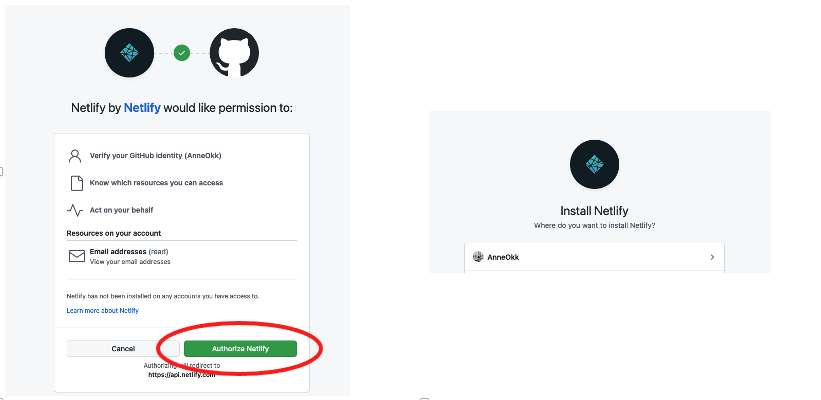 Netlify by Netlify would like permission to:
Verify your GitHub identity (AnneOkk)
Know which resources you can access
Act on your behalf
Resources on your account
Email addresses (read)
View your email addresses
Netlify has not been installed on any accounts you have access to.
Learn more about Netlify
Cancel
Authorize Netlify
Authorizing will redirect to
https://api.netlify.com
Install Netlify
Where do you want to install Netlify?
AnneOkk